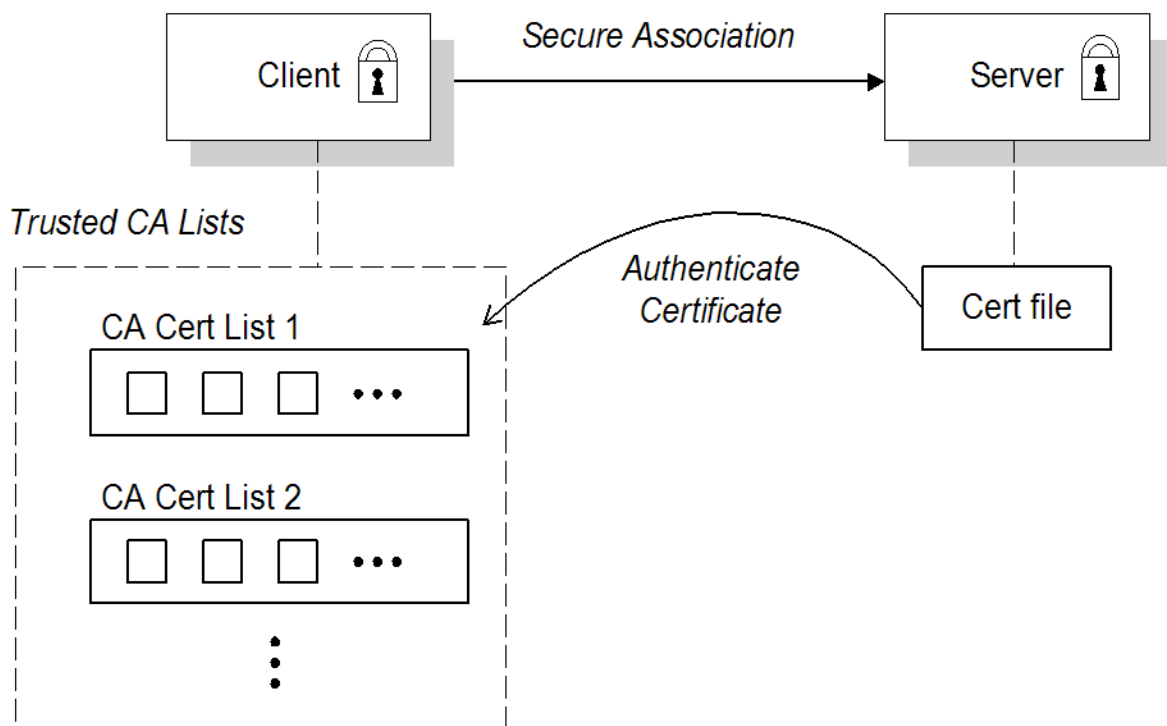 Secure Association
Client
Server
Trusted CA Lists
Authenticate
Certificate
Cert file
CA Cert List 1
CA Cert List 2